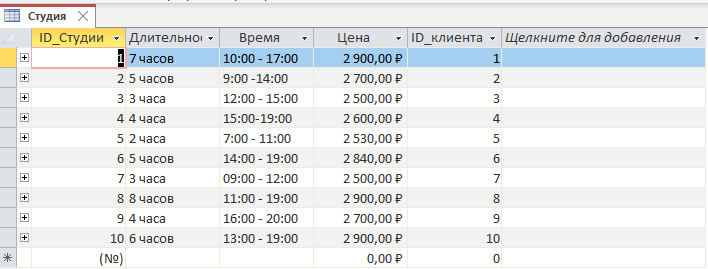 Студия
ID_Студии Длительнос Время Цена ID_клиента Щелкните для добавления
1 7 часов 10:00 - 17:00 2 900,00 ₽ 1
2 5 часов 9:00 -14:00 2 700,00 ₽ 2
3 3 часа 12:00 - 15:00 2 500,00 ₽ 3
4 4 часа 15:00-19:00 2 600,00 ₽ 4
5 2 часа 7:00 - 11:00 2 530,00 ₽ 5
6 5 часов 14:00 - 19:00 2 840,00 ₽ 6
7 3 часа 09:00 - 12:00 2 500,00 ₽ 7
8 8 часов 11:00 - 19:00 2 900,00 ₽ 8
9 4 часа 16:00 - 20:00 2 700,00 ₽ 9
10 6 часов 13:00 - 19:00 2 900,00 ₽ 10
(№) 0,00 ₽ 0